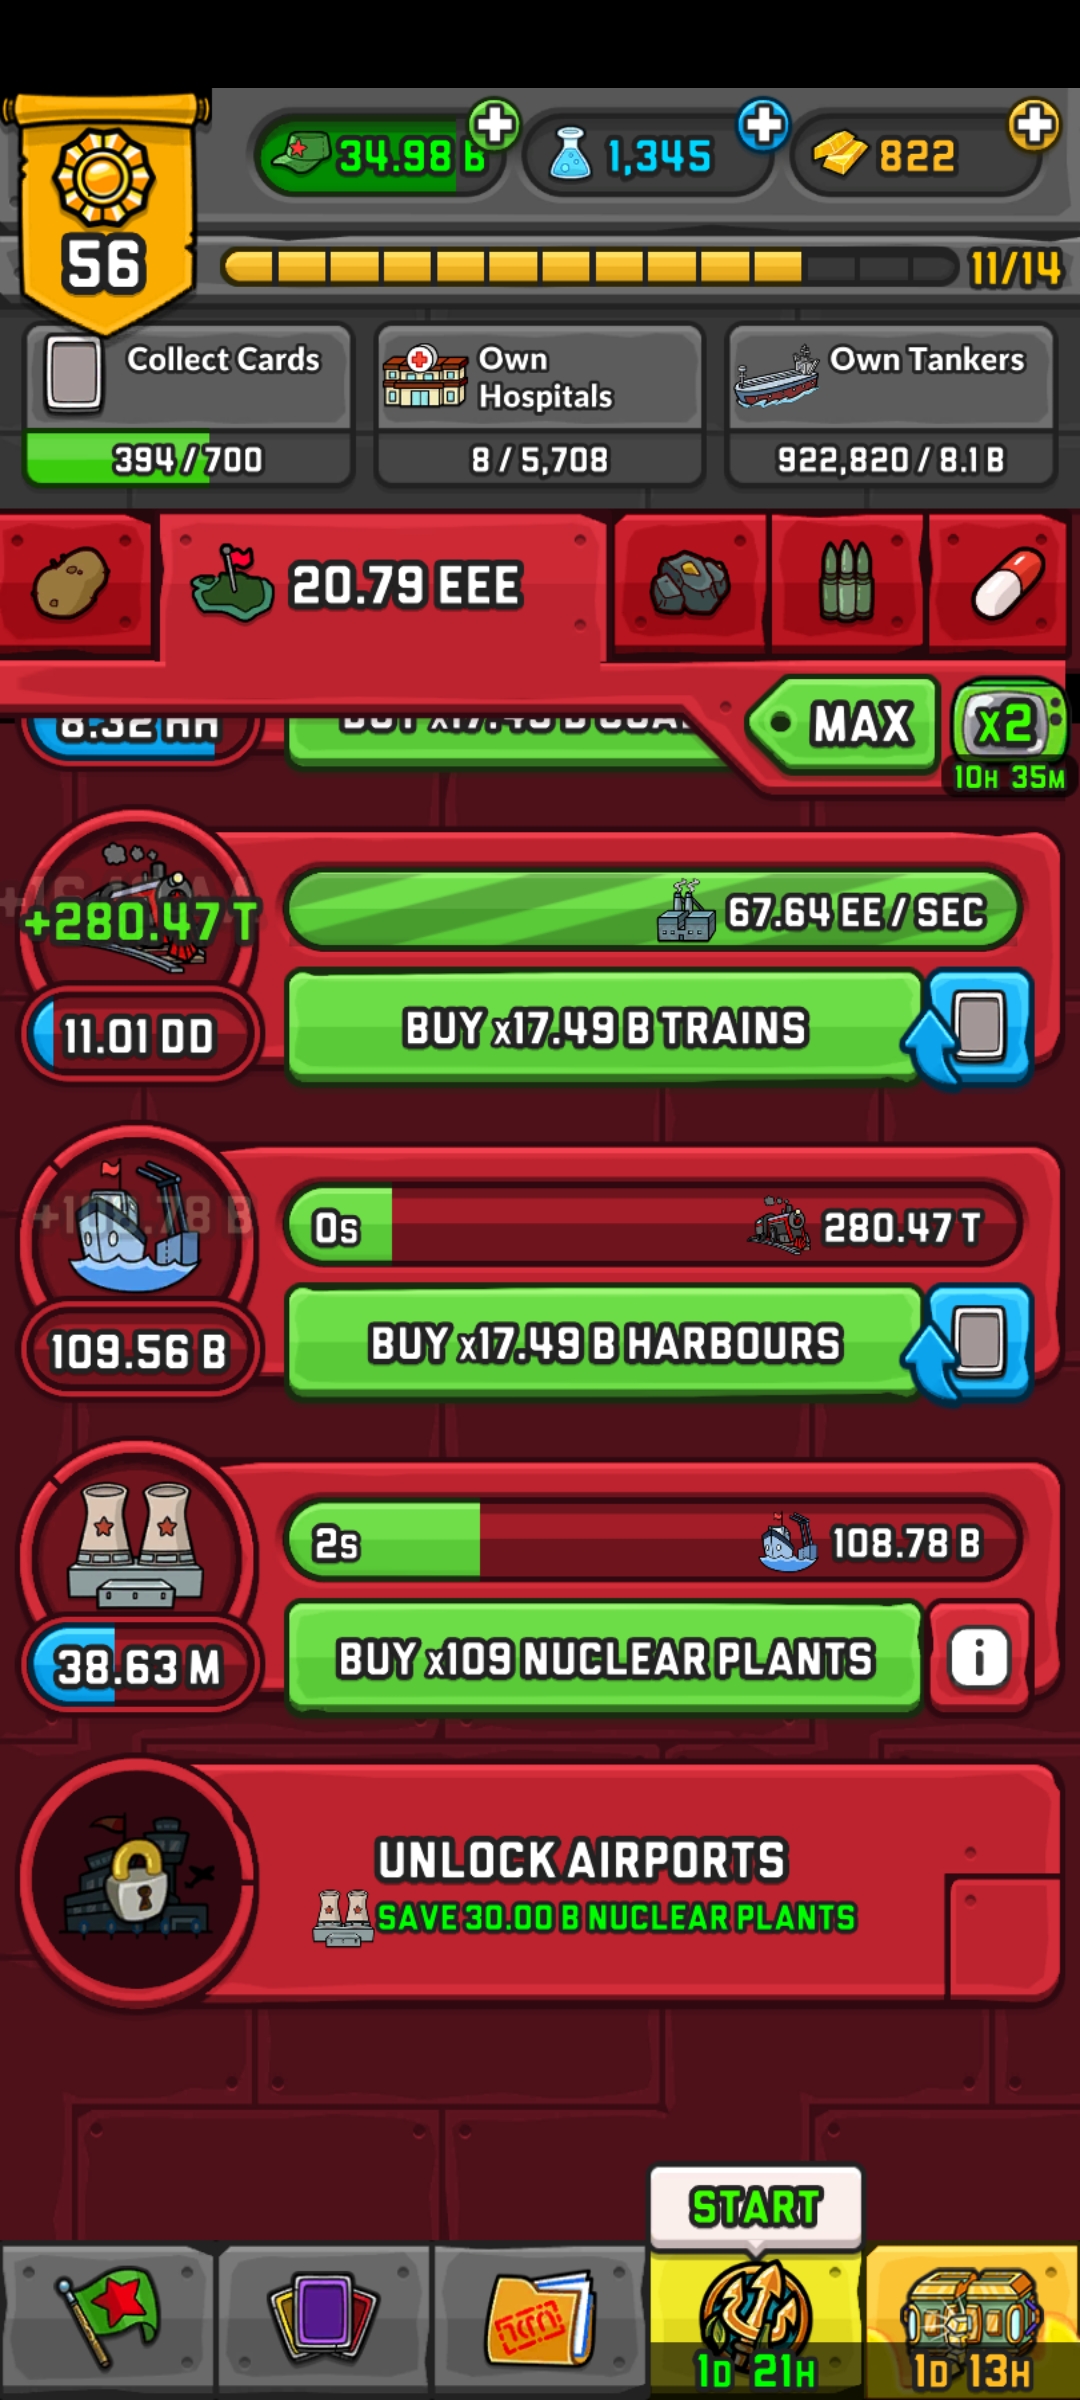 56
34.98 B
1,345
822
11/14
Collect Cards
394/700
Own
Hospitals
8/5,708
Own Tankers
922,820/8.1 B
20.79 EEE
MAX
x2
10H 35M
+280.47 T
67.64 EE/SEC
11.01 DD
BUY x17.49 B TRAINS
0s
280.47 T
109.56 B
BUY x17.49 B HARBOURS
2s
108.78 B
38.63 M
BUY x109 NUCLEAR PLANTS
i
UNLOCK AIRPORTS
SAVE 30.00 B NUCLEAR PLANTS
START
1D 21H
1D 13H